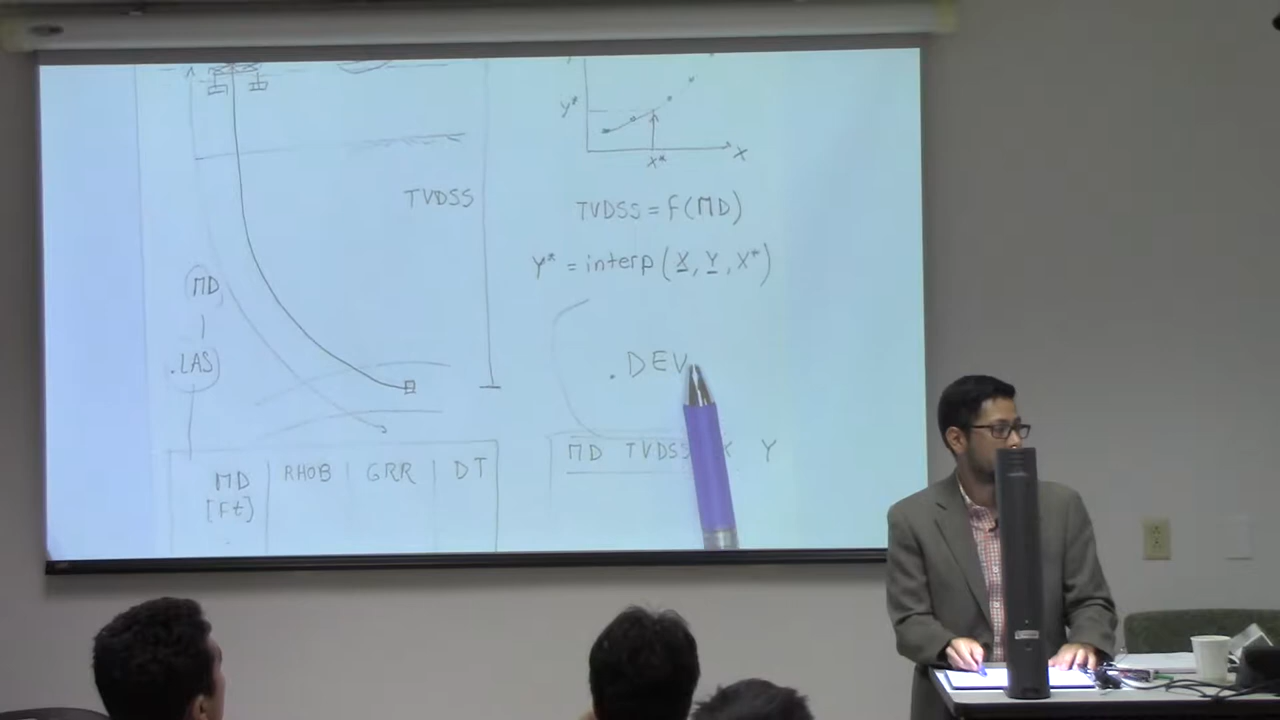 y*
x*
X
TVDSS
TVDSS = f(MD)
Y* = interp(X, Y, X*)
MD
.LAS
.DEV
MD TVDSS X Y
MD RHOB GRR DT
[Ft]